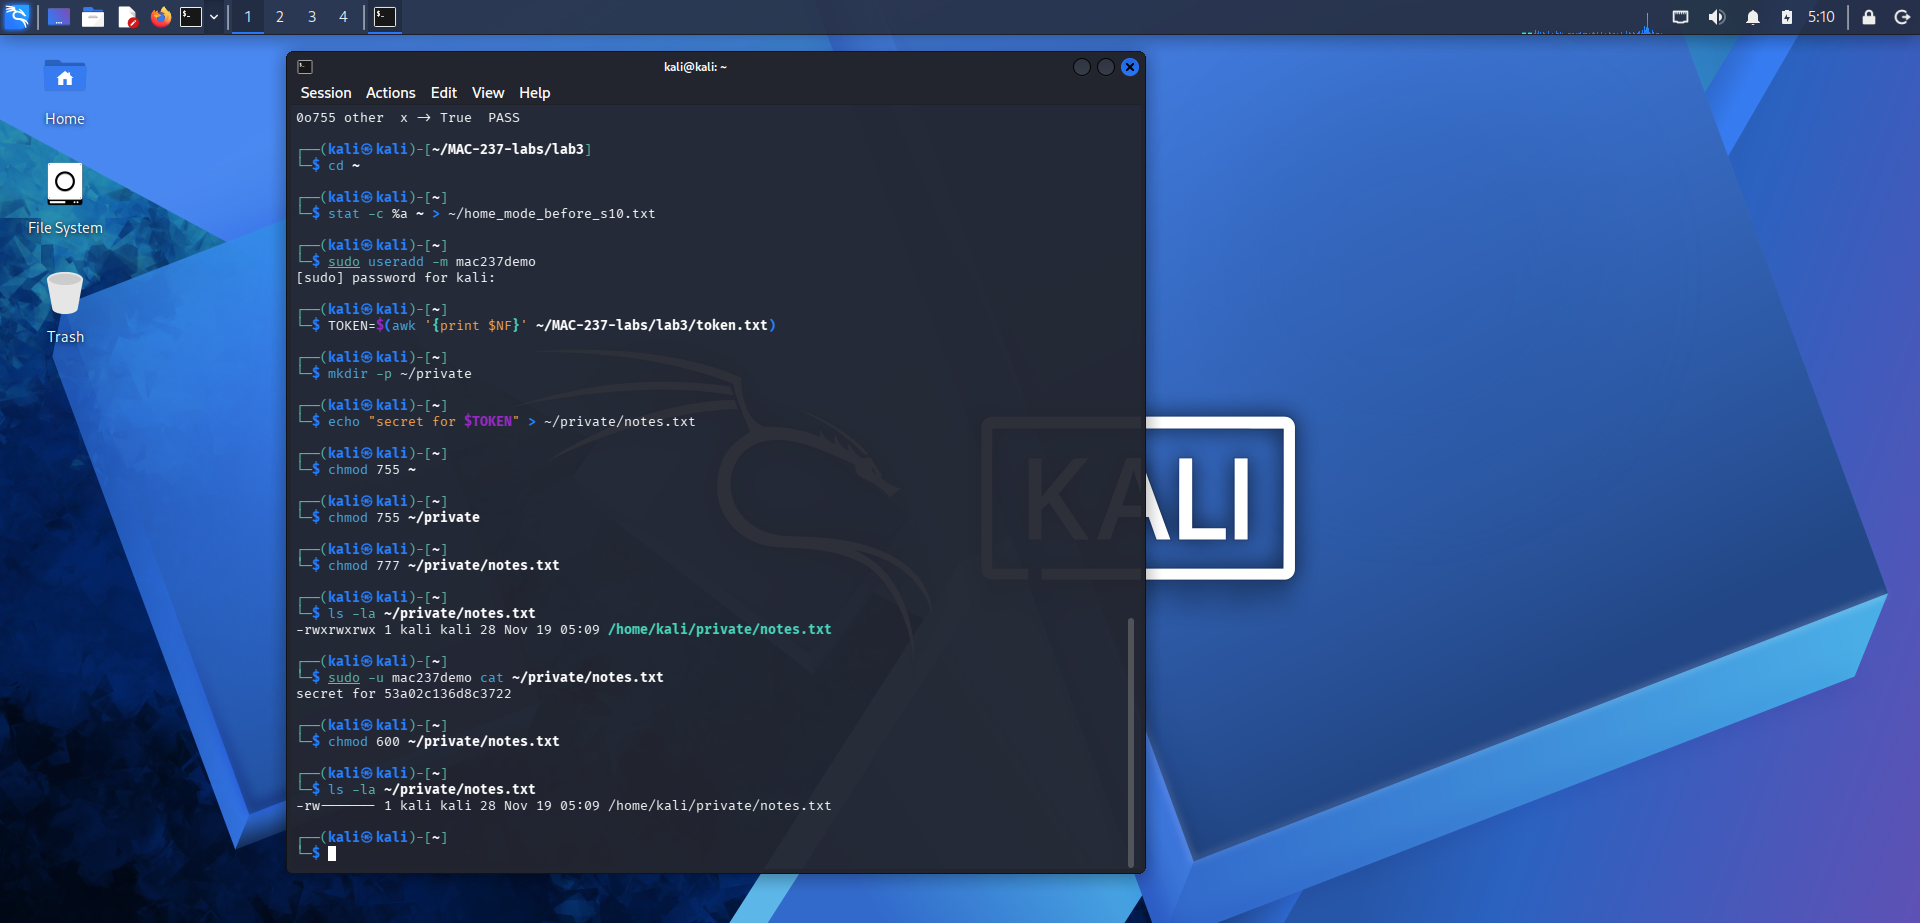 1 2 3 4 5:10
Home
File System
Trash
kali@kali: ~
Session Actions Edit View Help
0o755 other  x → True  PASS
┌──(kali㉿kali)-[~/MAC-237-labs/lab3]
└─$ cd ~
┌──(kali㉿kali)-[~]
└─$ stat -c %a ~ > ~/home_mode_before_s10.txt
┌──(kali㉿kali)-[~]
└─$ sudo useradd -m mac237demo
[sudo] password for kali:
┌──(kali㉿kali)-[~]
└─$ TOKEN=$(awk '{print $NF}' ~/MAC-237-labs/lab3/token.txt)
┌──(kali㉿kali)-[~]
└─$ mkdir -p ~/private
┌──(kali㉿kali)-[~]
└─$ echo "secret for $TOKEN" > ~/private/notes.txt
┌──(kali㉿kali)-[~]
└─$ chmod 755 ~
┌──(kali㉿kali)-[~]
└─$ chmod 755 ~/private
┌──(kali㉿kali)-[~]
└─$ chmod 777 ~/private/notes.txt
┌──(kali㉿kali)-[~]
└─$ ls -la ~/private/notes.txt
-rwxrwxrwx 1 kali kali 28 Nov 19 05:09 /home/kali/private/notes.txt
┌──(kali㉿kali)-[~]
└─$ sudo -u mac237demo cat ~/private/notes.txt
secret for 53a02c136d8c3722
┌──(kali㉿kali)-[~]
└─$ chmod 600 ~/private/notes.txt
┌──(kali㉿kali)-[~]
└─$ ls -la ~/private/notes.txt
-rw------- 1 kali kali 28 Nov 19 05:09 /home/kali/private/notes.txt
┌──(kali㉿kali)-[~]
└─$
KALI